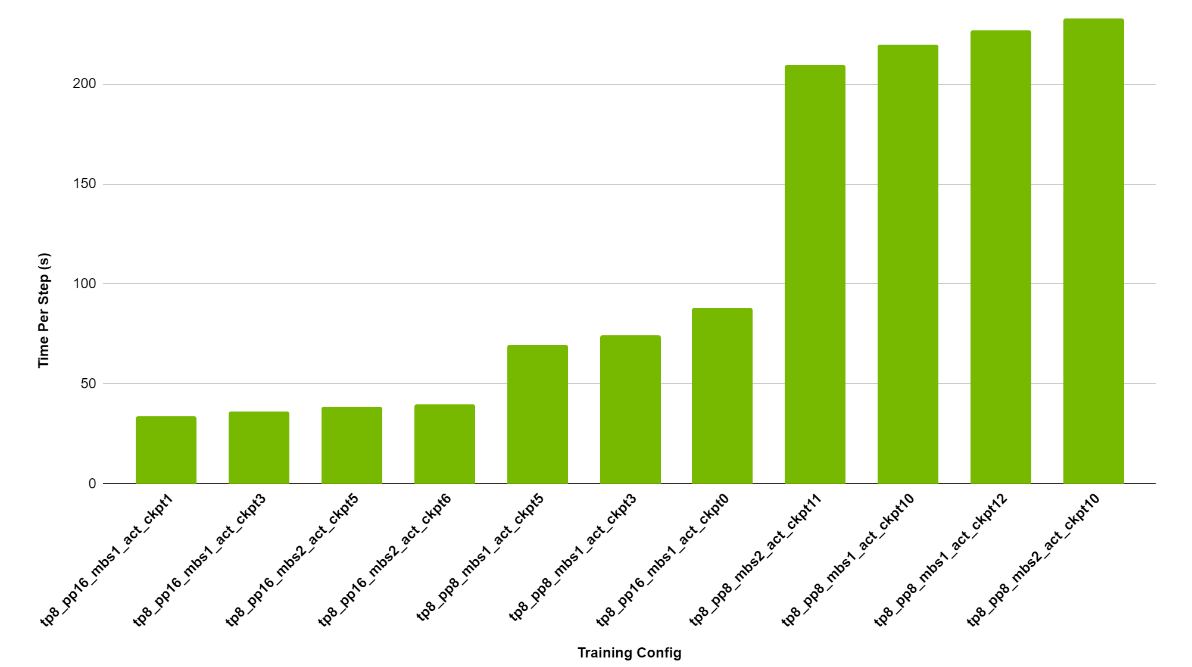 200
150
100
50
0
Time Per Step (s)
tp8_pp16_mbs1_act_ckpt1
tp8_pp16_mbs1_act_ckpt3
tp8_pp16_mbs2_act_ckpt5
tp8_pp16_mbs2_act_ckpt6
tp8_pp8_mbs1_act_ckpt5
tp8_pp8_mbs1_act_ckpt3
tp8_pp16_mbs1_act_ckpt0
tp8_pp8_mbs2_act_ckpt11
tp8_pp8_mbs1_act_ckpt10
tp8_pp8_mbs1_act_ckpt12
tp8_pp8_mbs2_act_ckpt10
Training Config